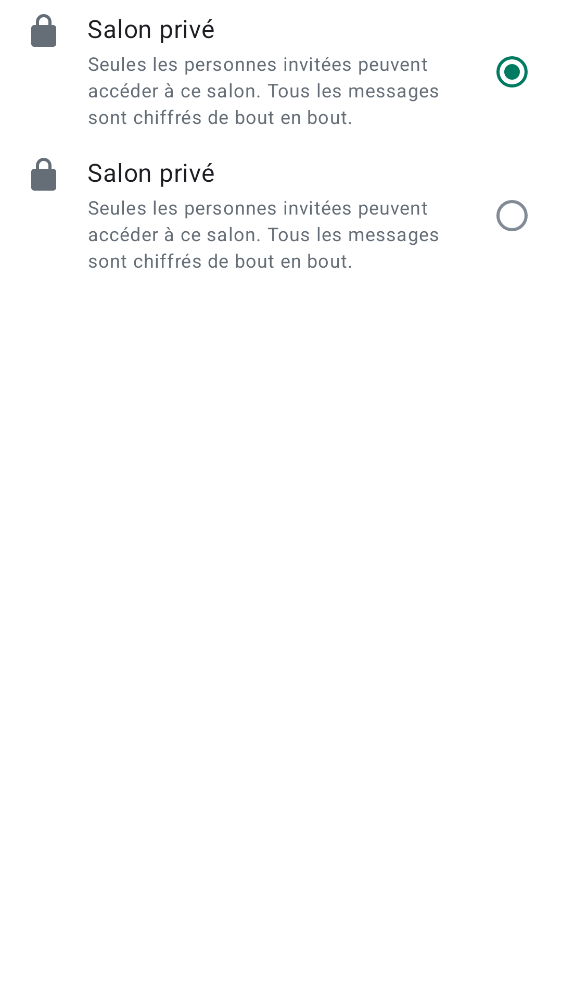 Salon privé
Seules les personnes invitées peuvent
accéder à ce salon. Tous les messages
sont chiffrés de bout en bout.
Salon privé
Seules les personnes invitées peuvent
accéder à ce salon. Tous les messages
sont chiffrés de bout en bout.